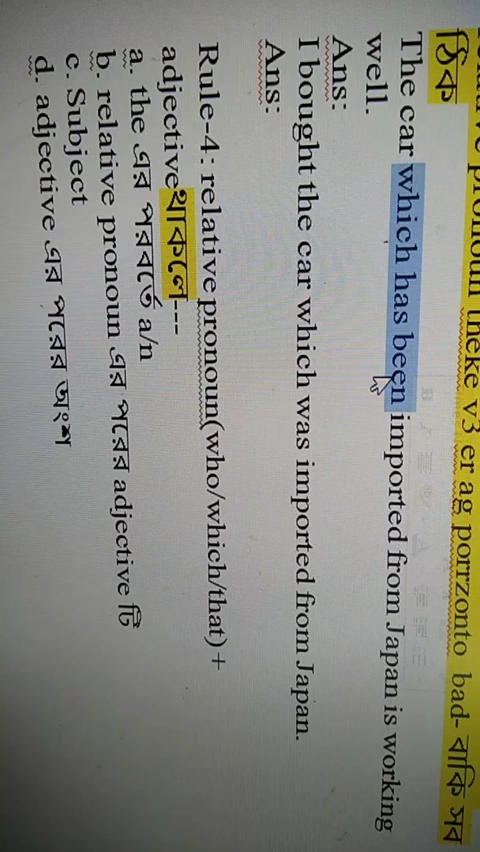 pronoun theke v3 er ag porrzonto bad- বাকি সব
ঠিক
The car which has been imported from Japan is working
well.
Ans:
I bought the car which was imported from Japan.
Ans:
Rule-4: relative pronoun(who/which/that)+
adjective থাকলে---
a. the এর পরবর্তে a/n
b. relative pronoun এর পরের adjective টি
c. Subject
d. adjective এর পরের অংশ